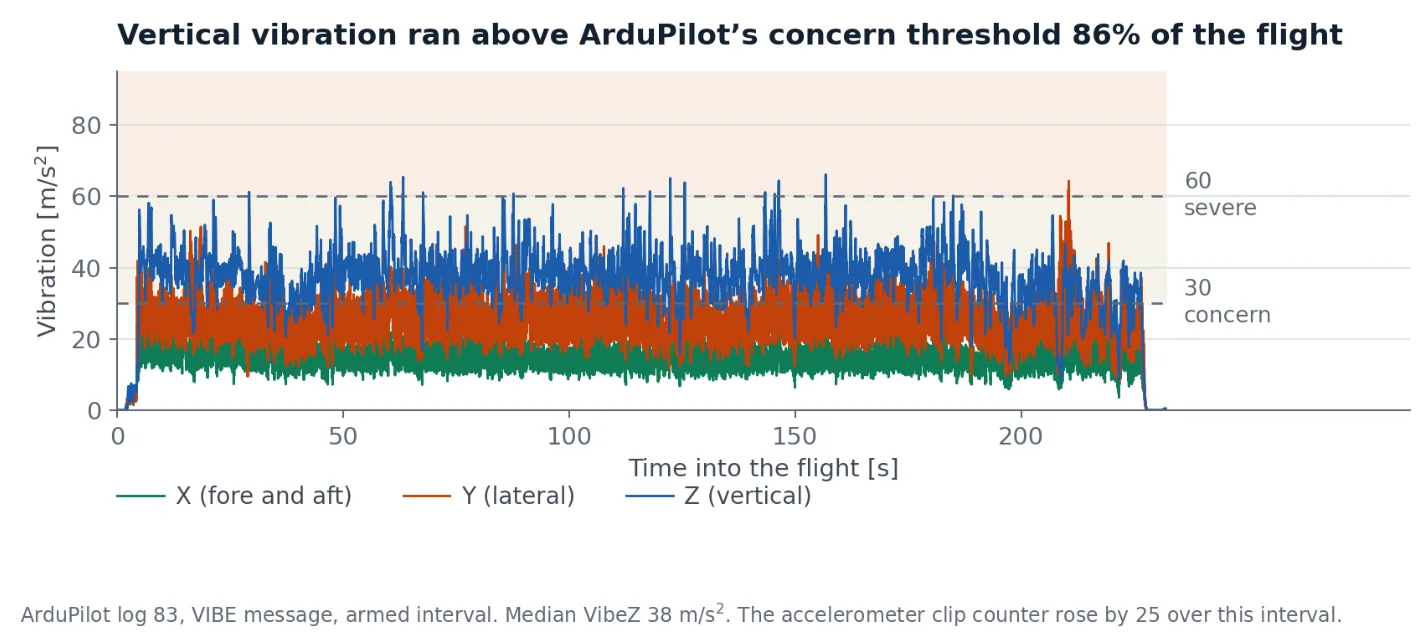 Vertical vibration ran above ArduPilot’s concern threshold 86% of the flight
Vibration [m/s²]
80
60
40
20
0
60
severe
30
concern
0 50 100 150 200
Time into the flight [s]
X (fore and aft) Y (lateral) Z (vertical)
ArduPilot log 83, VIBE message, armed interval. Median VibeZ 38 m/s². The accelerometer clip counter rose by 25 over this interval.